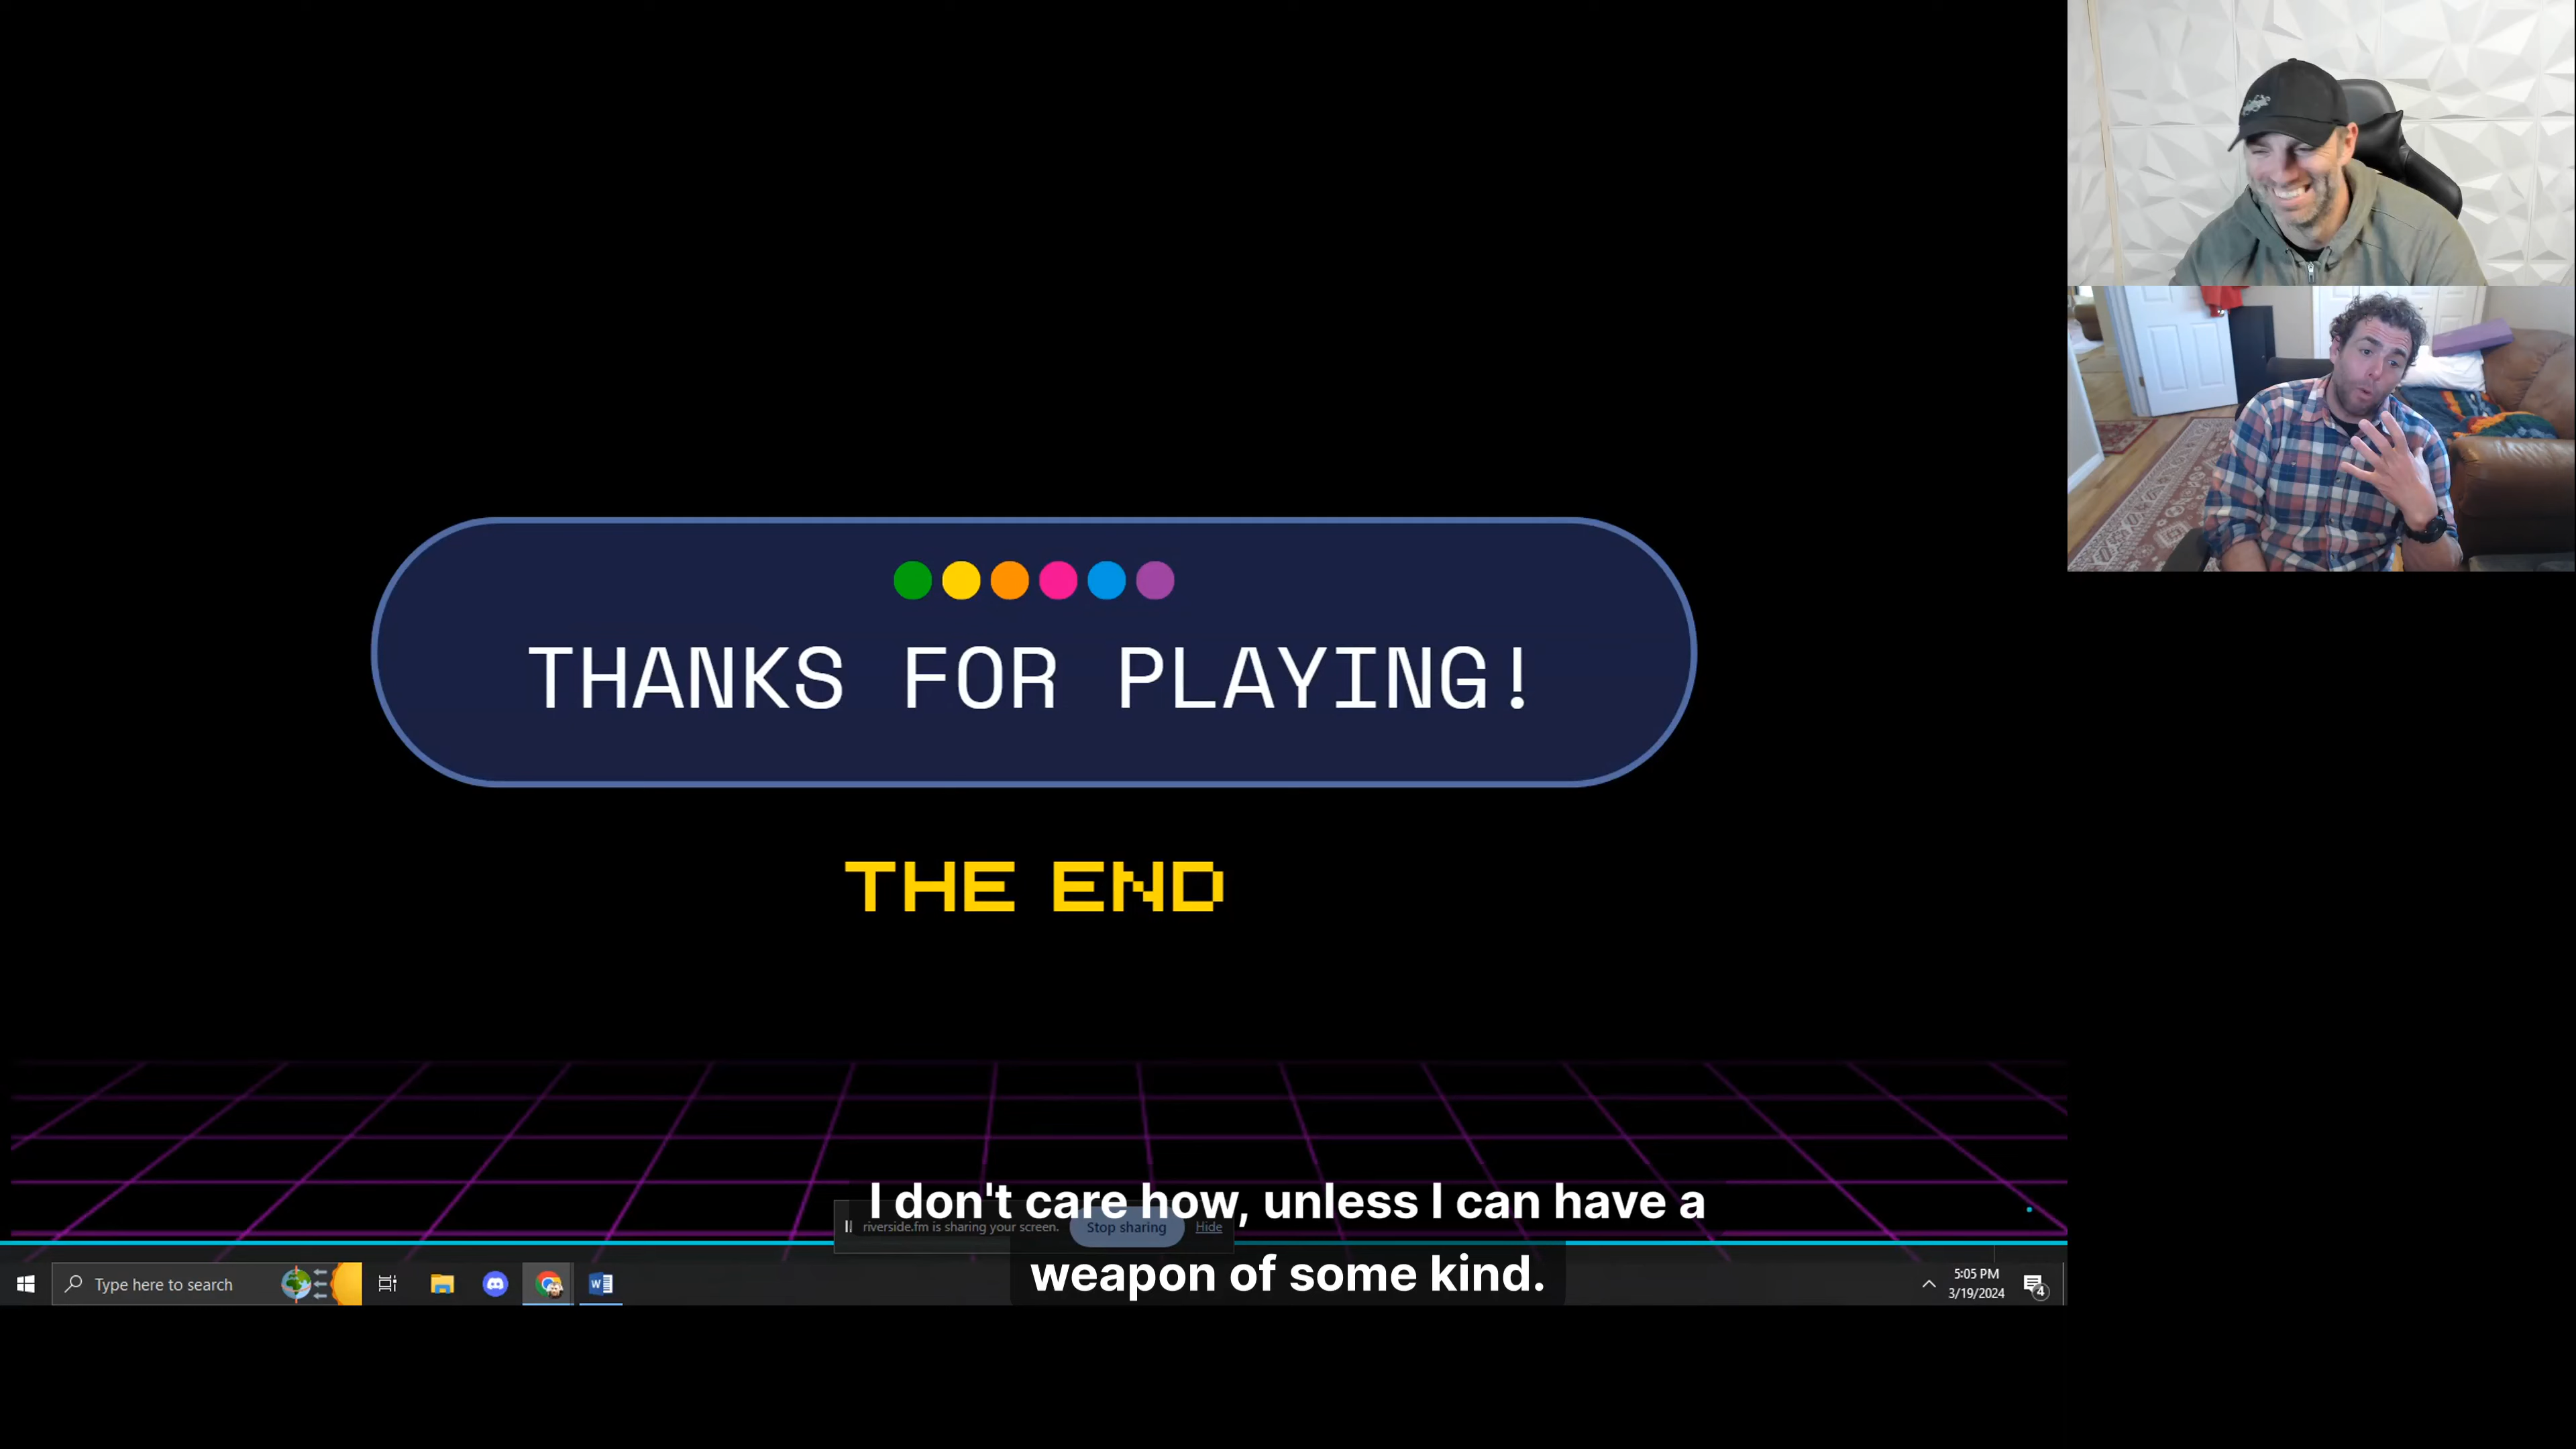 THANKS FOR PLAYING!
THE END
I don't care how, unless I can have a
weapon of some kind.
riverside.fm is sharing your screen. Stop sharing Hide
Type here to search
5:05 PM
3/19/2024
4
W